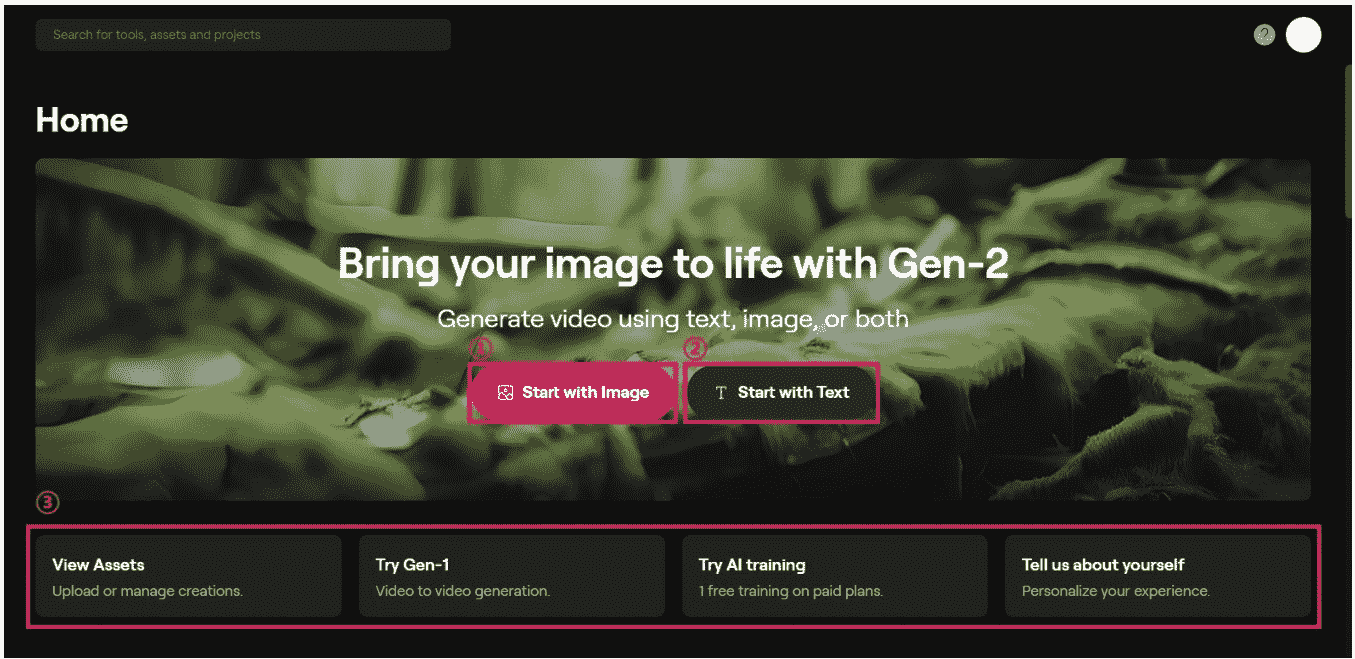 Search for tools, assets and projects
?
Home
Bring your image to life with Gen-2
Generate video using text, image, or both
① ②
Start with Image
T Start with Text
③
View Assets
Upload or manage creations.
Try Gen-1
Video to video generation.
Try AI training
1 free training on paid plans.
Tell us about yourself
Personalize your experience.